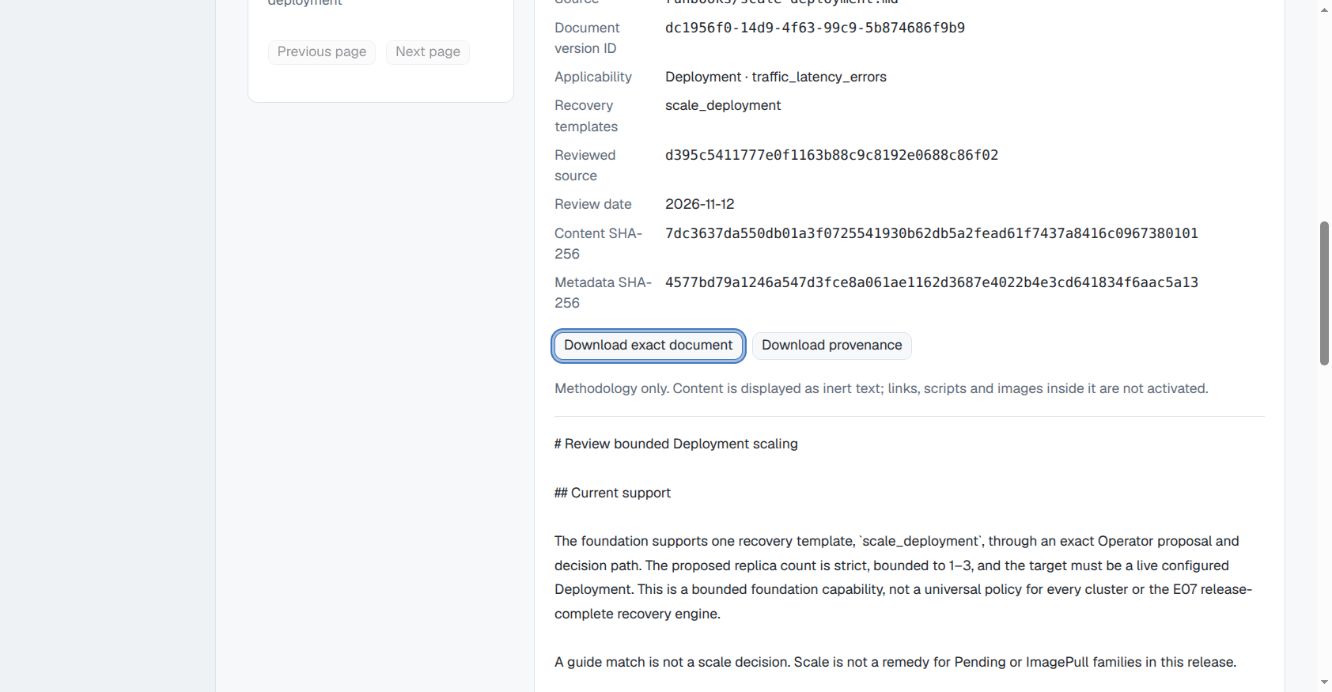 deployment
Previous page
Next page
Source runbooks/scale-deployment.md
Document version ID dc1956f0-14d9-4f63-99c9-5b874686f9b9
Applicability Deployment · traffic_latency_errors
Recovery templates scale_deployment
Reviewed source d395c5411777e0f1163b88c9c8192e0688c86f02
Review date 2026-11-12
Content SHA-256 7dc3637da550db01a3f0725541930b62db5a2fead61f7437a8416c0967380101
Metadata SHA-256 4577bd79a1246a547d3fce8a061ae1162d3687e4022b4e3cd641834f6aac5a13
Download exact document
Download provenance
Methodology only. Content is displayed as inert text; links, scripts and images inside it are not activated.
# Review bounded Deployment scaling
## Current support
The foundation supports one recovery template, `scale_deployment`, through an exact Operator proposal and
decision path. The proposed replica count is strict, bounded to 1–3, and the target must be a live configured
Deployment. This is a bounded foundation capability, not a universal policy for every cluster or the E07 release-
complete recovery engine.
A guide match is not a scale decision. Scale is not a remedy for Pending or ImagePull families in this release.